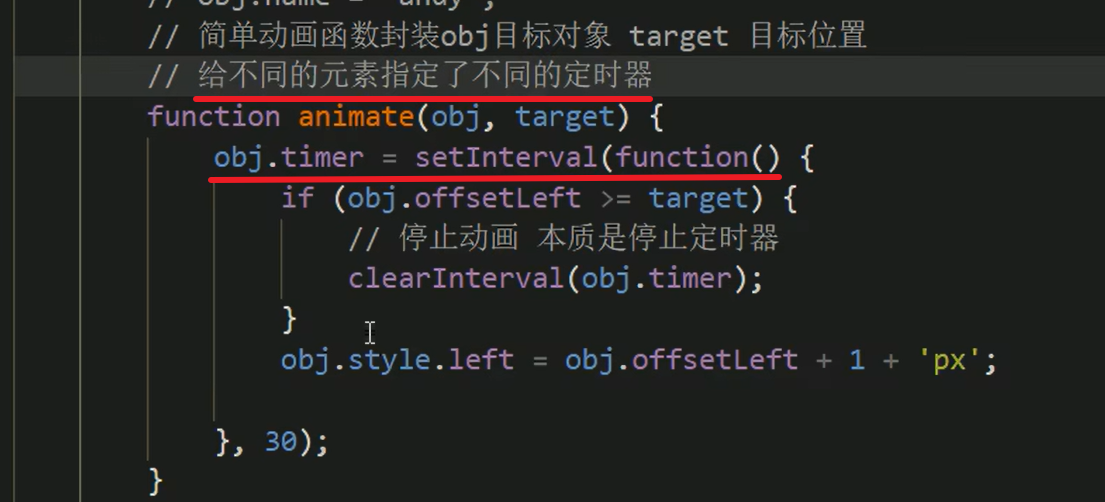 // obj.name = 'andy';
// 简单动画函数封装obj目标对象 target 目标位置
// 给不同的元素指定了不同的定时器
function animate(obj, target) {
obj.timer = setInterval(function() {
if (obj.offsetLeft >= target) {
// 停止动画 本质是停止定时器
clearInterval(obj.timer);
}
obj.style.left = obj.offsetLeft + 1 + 'px';
}, 30);
}